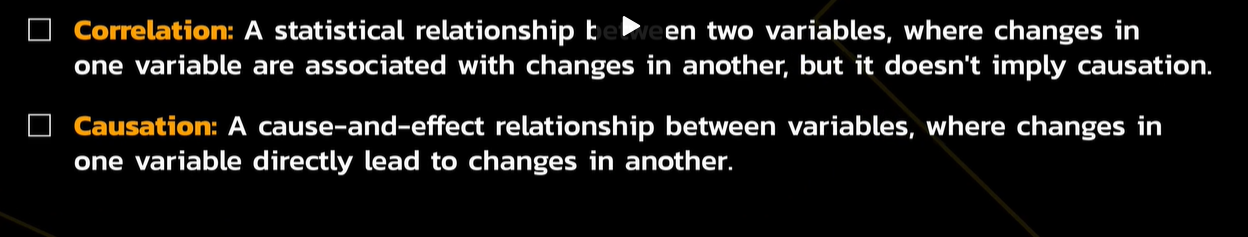 Correlation: A statistical relationship between two variables, where changes in
one variable are associated with changes in another, but it doesn't imply causation.
Causation: A cause-and-effect relationship between variables, where changes in
one variable directly lead to changes in another.